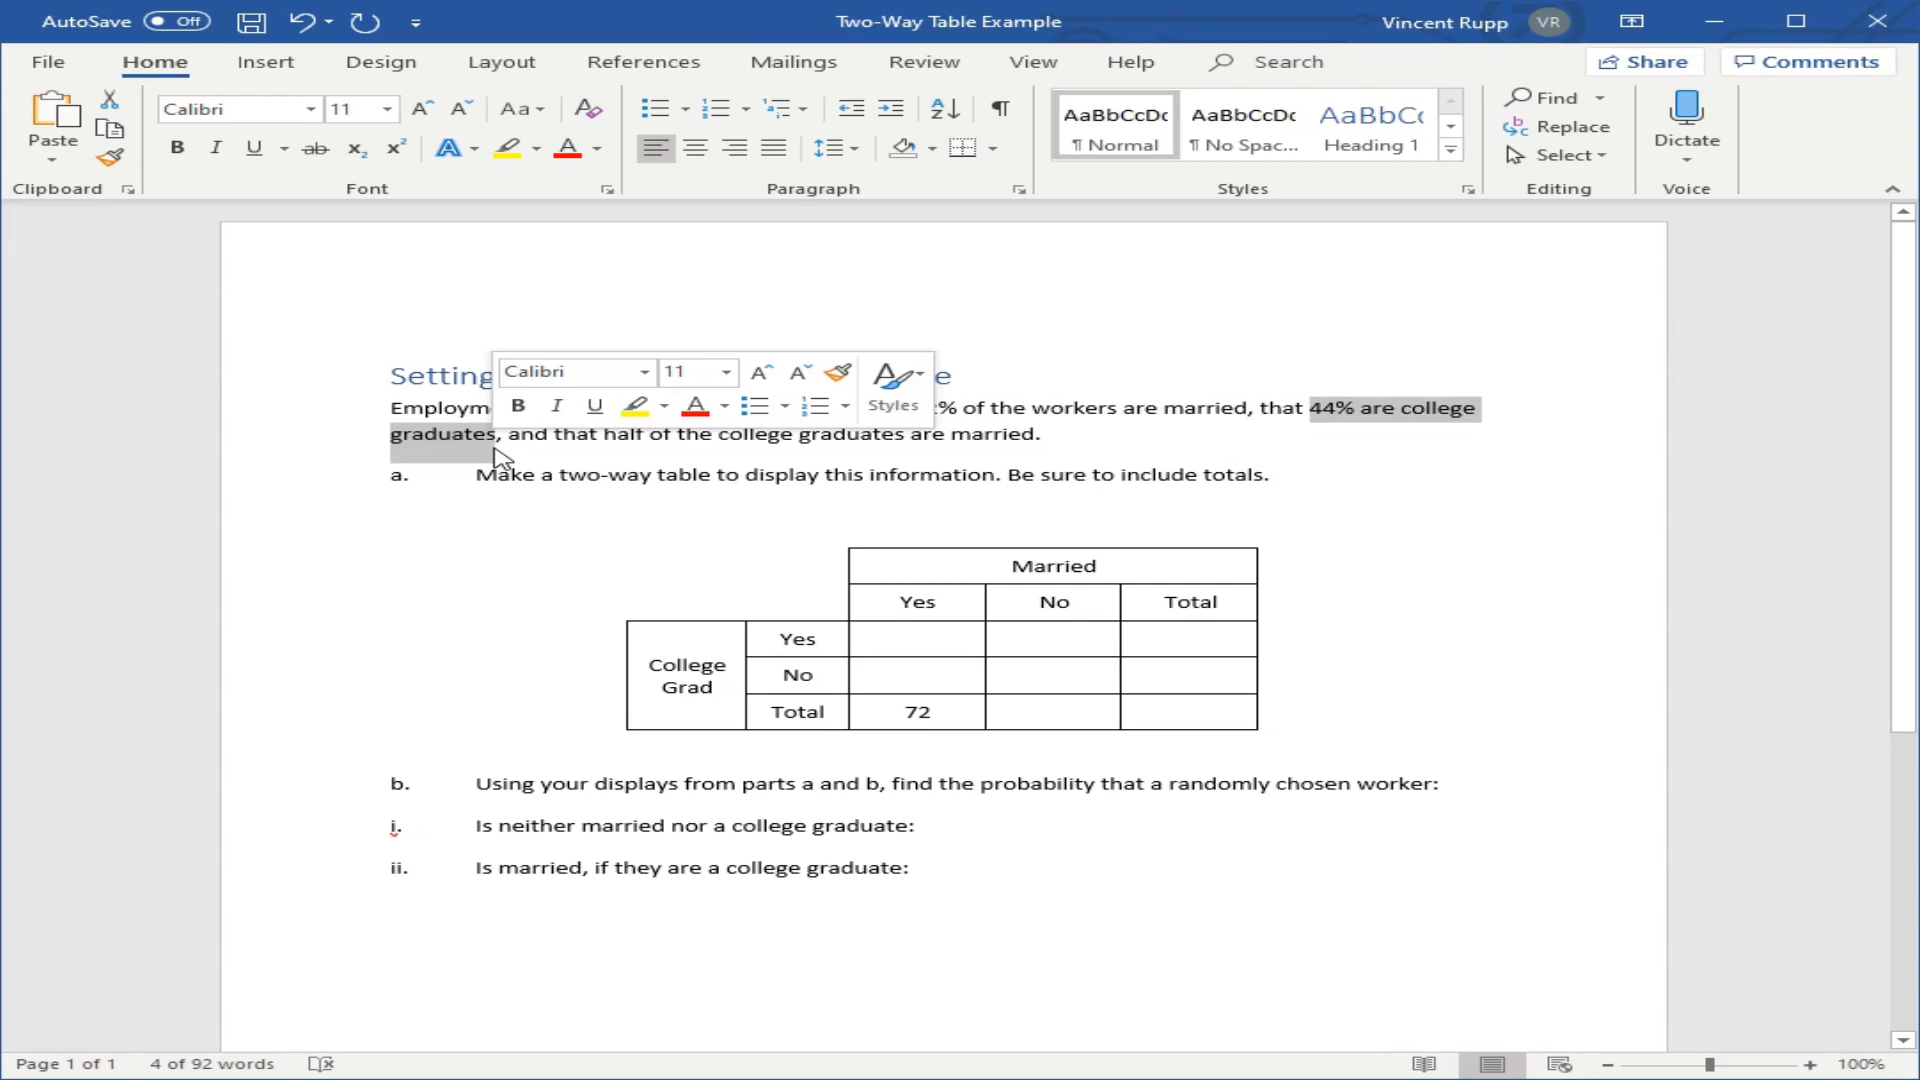 AutoSave Off Two-Way Table Example Vincent Rupp VR
File Home Insert Design Layout References Mailings Review View Help Search Share Comments
Paste Calibri 11 Aa AaBbCcDc AaBbCcDc AaBbCc Find Replace Select Dictate
B I U ab x2 x2 A A ¶ Normal ¶ No Spac... Heading 1
Clipboard Font Paragraph Styles Editing Voice
Setting e
Calibri 11
B I U A Styles
Employm % of the workers are married, that 44% are college
graduates, and that half of the college graduates are married.
a. Make a two-way table to display this information. Be sure to include totals.
Married
Yes No Total
College Grad
Yes
No
Total 72
b. Using your displays from parts a and b, find the probability that a randomly chosen worker:
i. Is neither married nor a college graduate:
ii. Is married, if they are a college graduate:
Page 1 of 1 4 of 92 words 100%